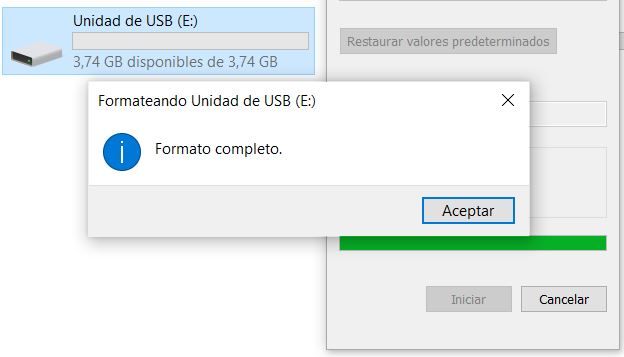 Unidad de USB (E:)
3,74 GB disponibles de 3,74 GB
Restaurar valores predeterminados
Formateando Unidad de USB (E:)
Formato completo.
Aceptar
Iniciar
Cancelar